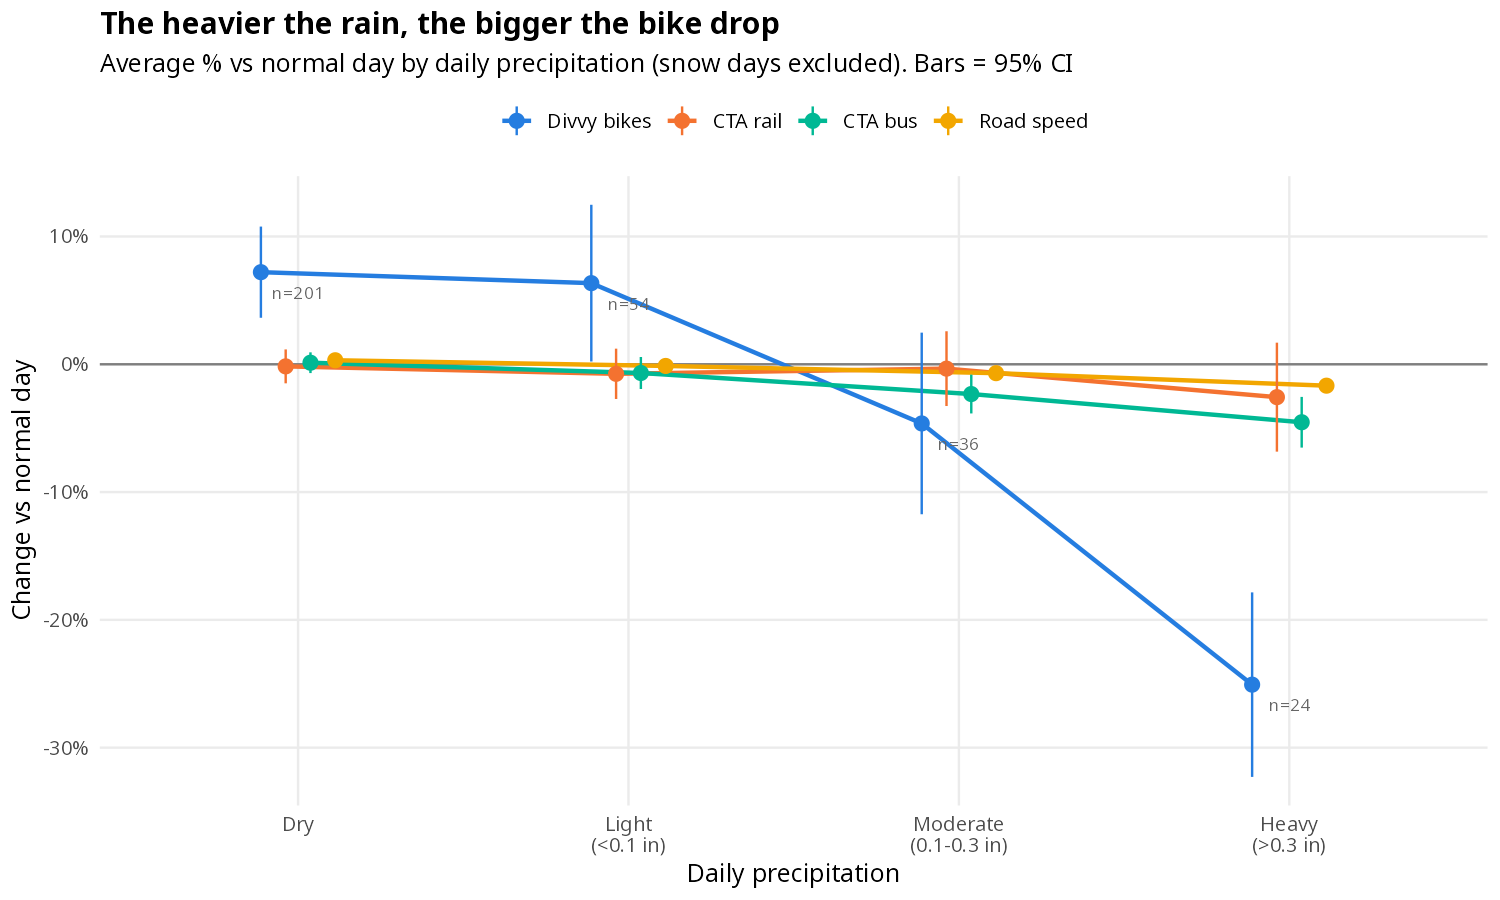 The heavier the rain, the bigger the bike drop
Average % vs normal day by daily precipitation (snow days excluded). Bars = 95% CI
Divvy bikes CTA rail CTA bus Road speed
Change vs normal day
10%
0%
-10%
-20%
-30%
n=201
n=54
n=36
n=24
Dry Light Moderate Heavy
(<0.1 in) (0.1-0.3 in) (>0.3 in)
Daily precipitation